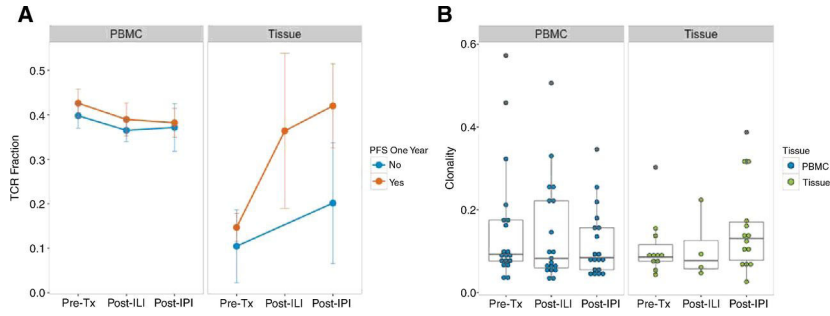 A
PBMC
Tissue
TCR Fraction
0.5
0.4
0.3
0.2
0.1
0.0
Pre-Tx Post-ILI Post-IPI
Pre-Tx Post-ILI Post-IPI
PFS One Year
No
Yes
B
PBMC
Tissue
Clonality
0.6
0.4
0.2
0.0
Pre-Tx Post-ILI Post-IPI
Pre-Tx Post-ILI Post-IPI
Tissue
PBMC
Tissue